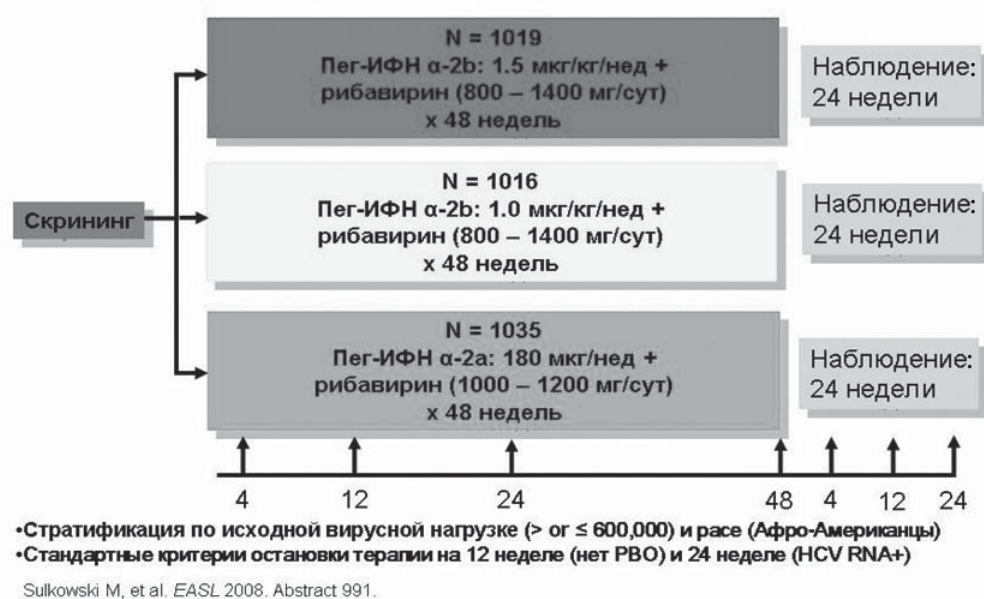 N = 1019
Пег-ИФН α-2b: 1.5 мкг/кг/нед +
рибавирин (800 – 1400 мг/сут)
х 48 недель
Наблюдение:
24 недели
Скрининг
N = 1016
Пег-ИФН α-2b: 1.0 мкг/кг/нед +
рибавирин (800 – 1400 мг/сут)
х 48 недель
Наблюдение:
24 недели
N = 1035
Пег-ИФН α-2a: 180 мкг/нед +
рибавирин (1000 – 1200 мг/сут)
х 48 недель
Наблюдение:
24 недели
4 12 24 48 4 12 24
•Стратификация по исходной вирусной нагрузке (> or ≤ 600,000) и расе (Афро-Американцы)
•Стандартные критерии остановки терапии на 12 неделе (нет РВО) и 24 неделе (HCV RNA+)
Sulkowski M, et al. EASL 2008. Abstract 991.